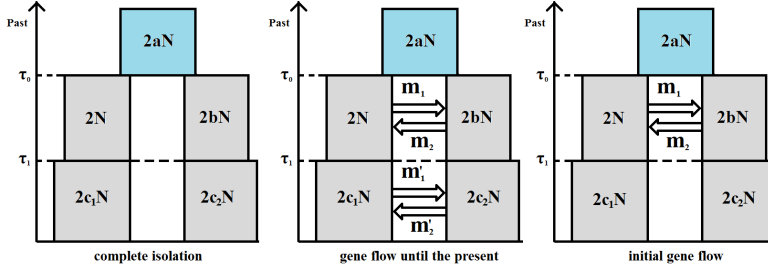 Past
2aN
τ₀
2N
2bN
τ₁
2c₁N
2c₂N
complete isolation
Past
2aN
τ₀
m₁
2N
2bN
m₂
τ₁
m'₁
2c₁N
2c₂N
m'₂
gene flow until the present
Past
2aN
τ₀
m₁
2N
2bN
m₂
τ₁
2c₁N
2c₂N
initial gene flow